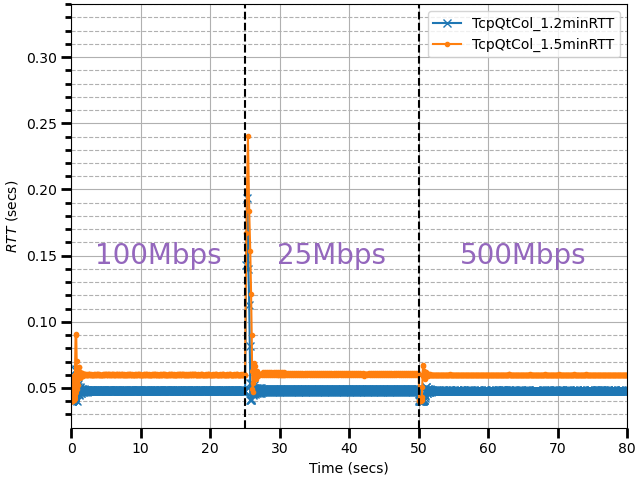 TcpQtCol_1.2minRTT
TcpQtCol_1.5minRTT
0.30
0.25
0.20
0.15
0.10
0.05
RTT (secs)
100Mbps 25Mbps 500Mbps
0 10 20 30 40 50 60 70 80
Time (secs)